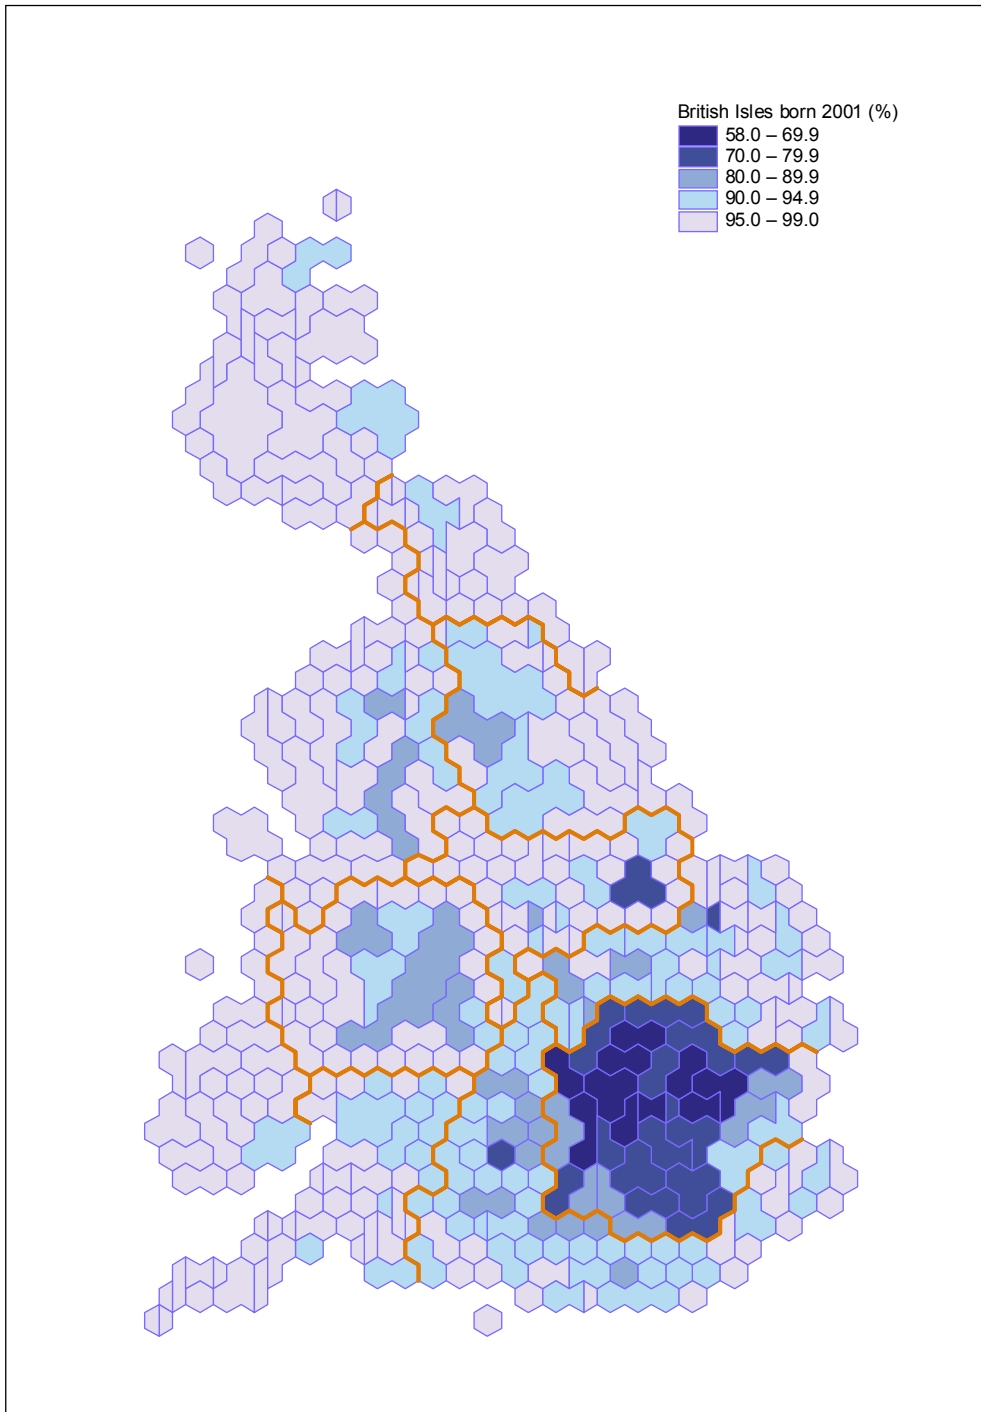 British Isles born 2001 (%)
58.0 – 69.9
70.0 – 79.9
80.0 – 89.9
90.0 – 94.9
95.0 – 99.0